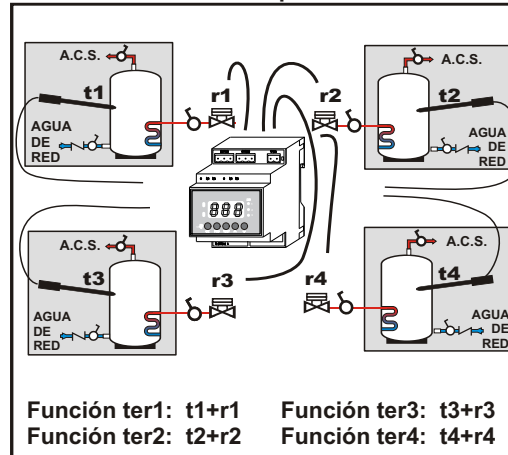 A.C.S.
t1
AGUA
DE
RED
r1
r2
A.C.S.
t2
AGUA
DE
RED
888
A.C.S.
t3
AGUA
DE
RED
r3
r4
A.C.S.
t4
AGUA
DE
RED
Función ter1: t1+r1 Función ter3: t3+r3
Función ter2: t2+r2 Función ter4: t4+r4